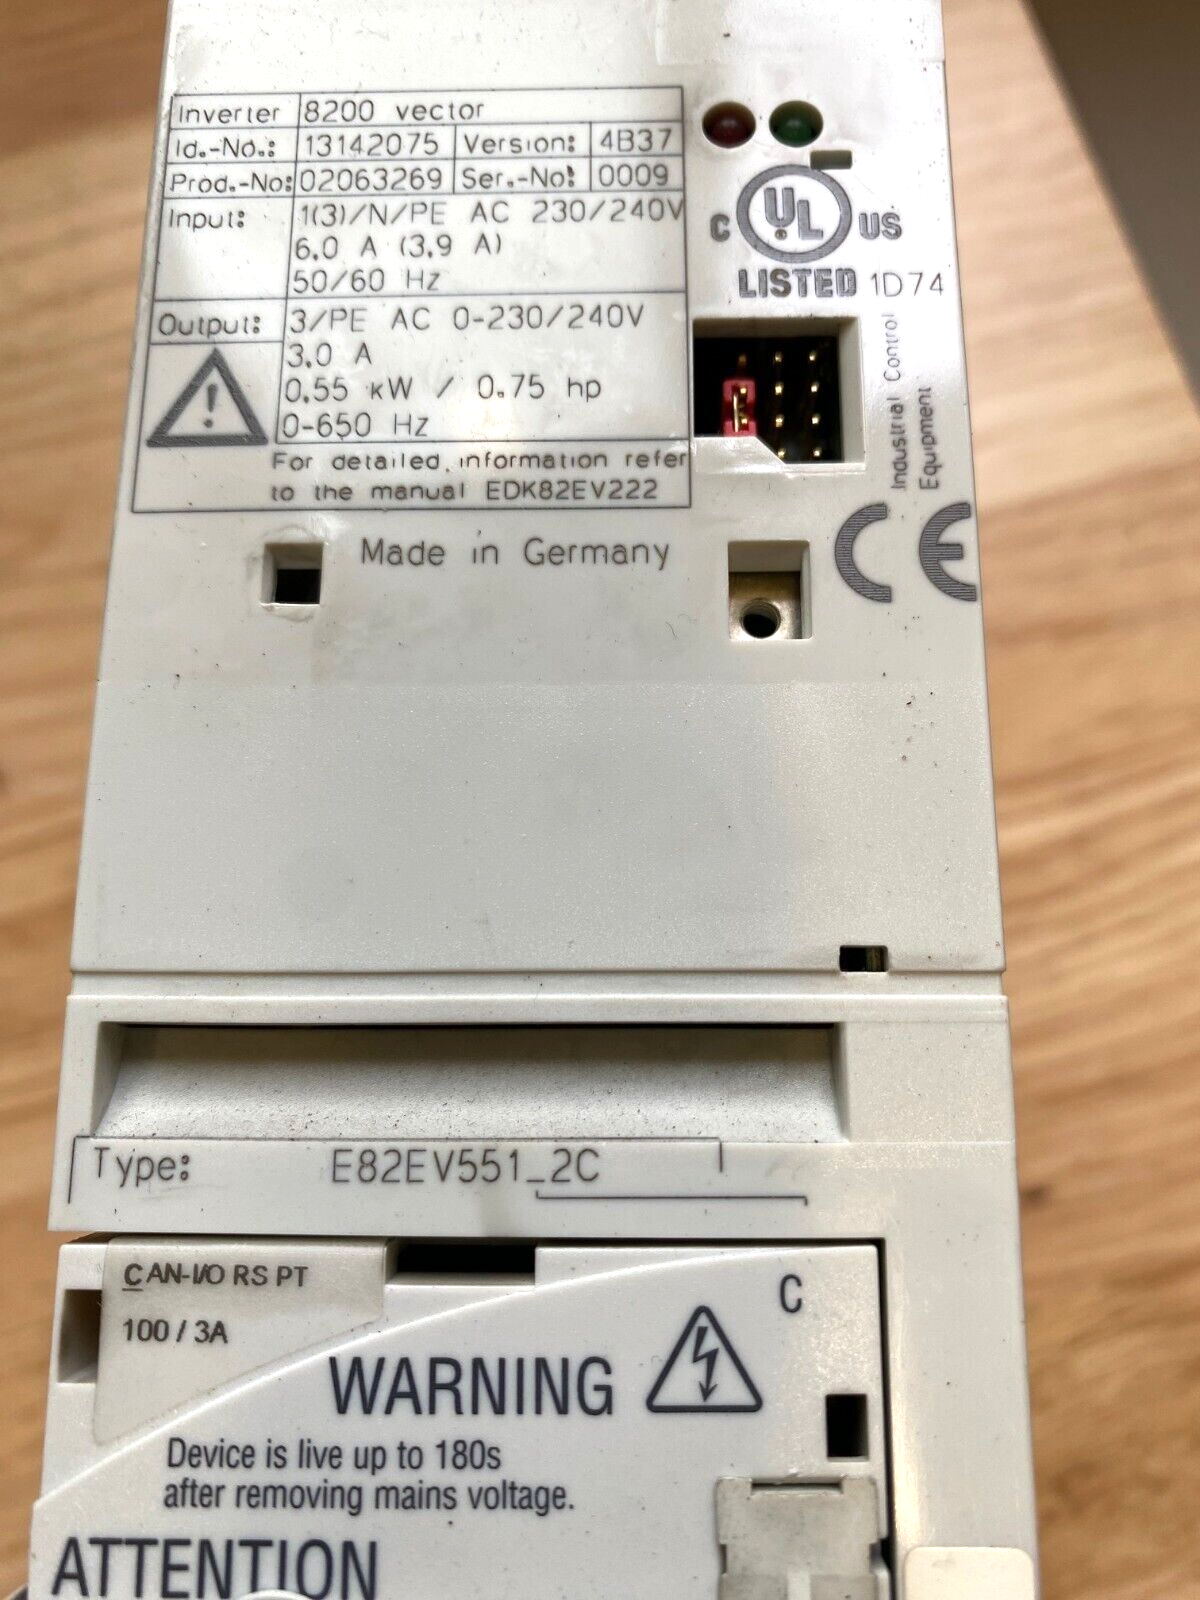 Inverter 8200 vector
Id.-No.: 13142075 Version: 4B37
Prod.-No: 02063269 Ser.-No: 0009
Input: 1(3)/N/PE AC 230/240V
6.0 A (3,9 A)
50/60 Hz
Output: 3/PE AC 0-230/240V
3.0 A
0.55 kW / 0.75 hp
0-650 Hz
For detailed information refer
to the manual EDK82EV222
C UL US
LISTED 1D74
Industrial Control
Equipment
Made in Germany
CE
Type: E82EV551_2C
CAN-I/O RS PT
100 / 3A
C
WARNING
Device is live up to 180s
after removing mains voltage.
ATTENTION